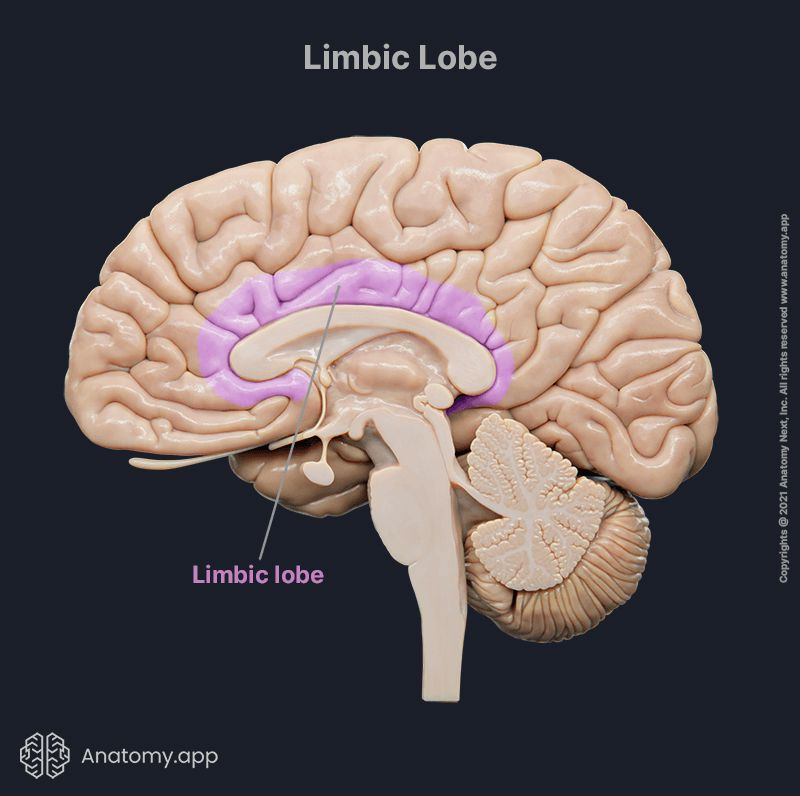 Limbic Lobe
Limbic lobe
Copyrights @ 2021 Anatomy Next, Inc. All rights reserved www.anatomy.app
Anatomy.app